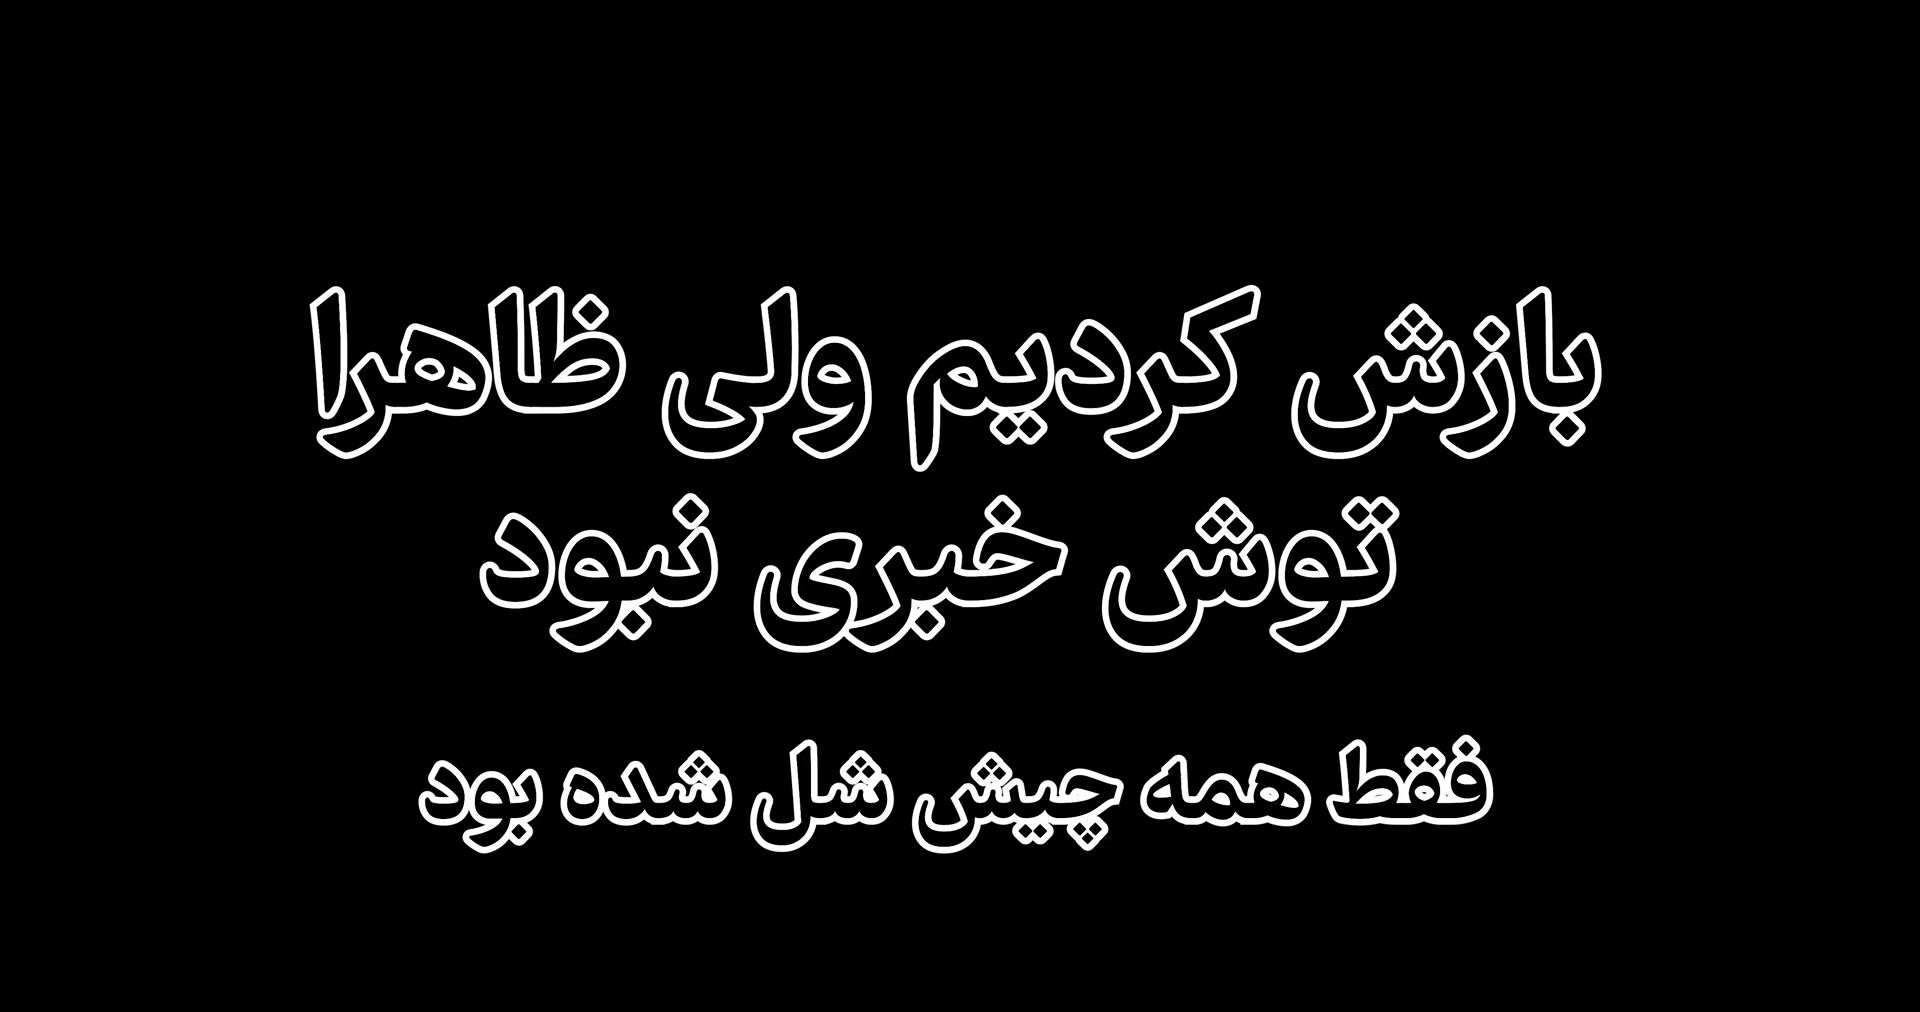 بازش کردیم ولی ظاهرا
توش خبری نبود
فقط همه چیش شل شده بود